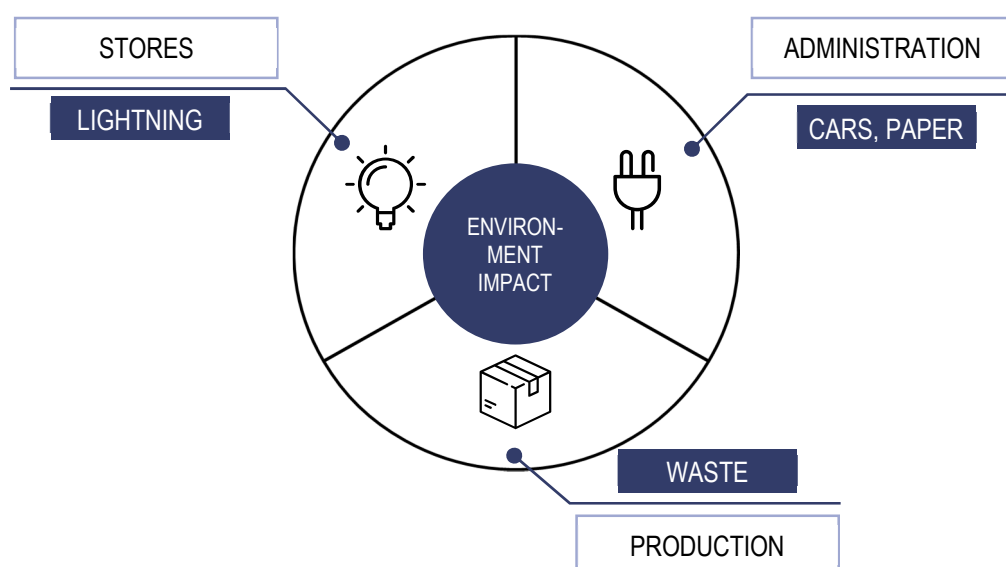 STORES
LIGHTNING
ADMINISTRATION
CARS, PAPER
ENVIRON-
MENT
IMPACT
WASTE
PRODUCTION